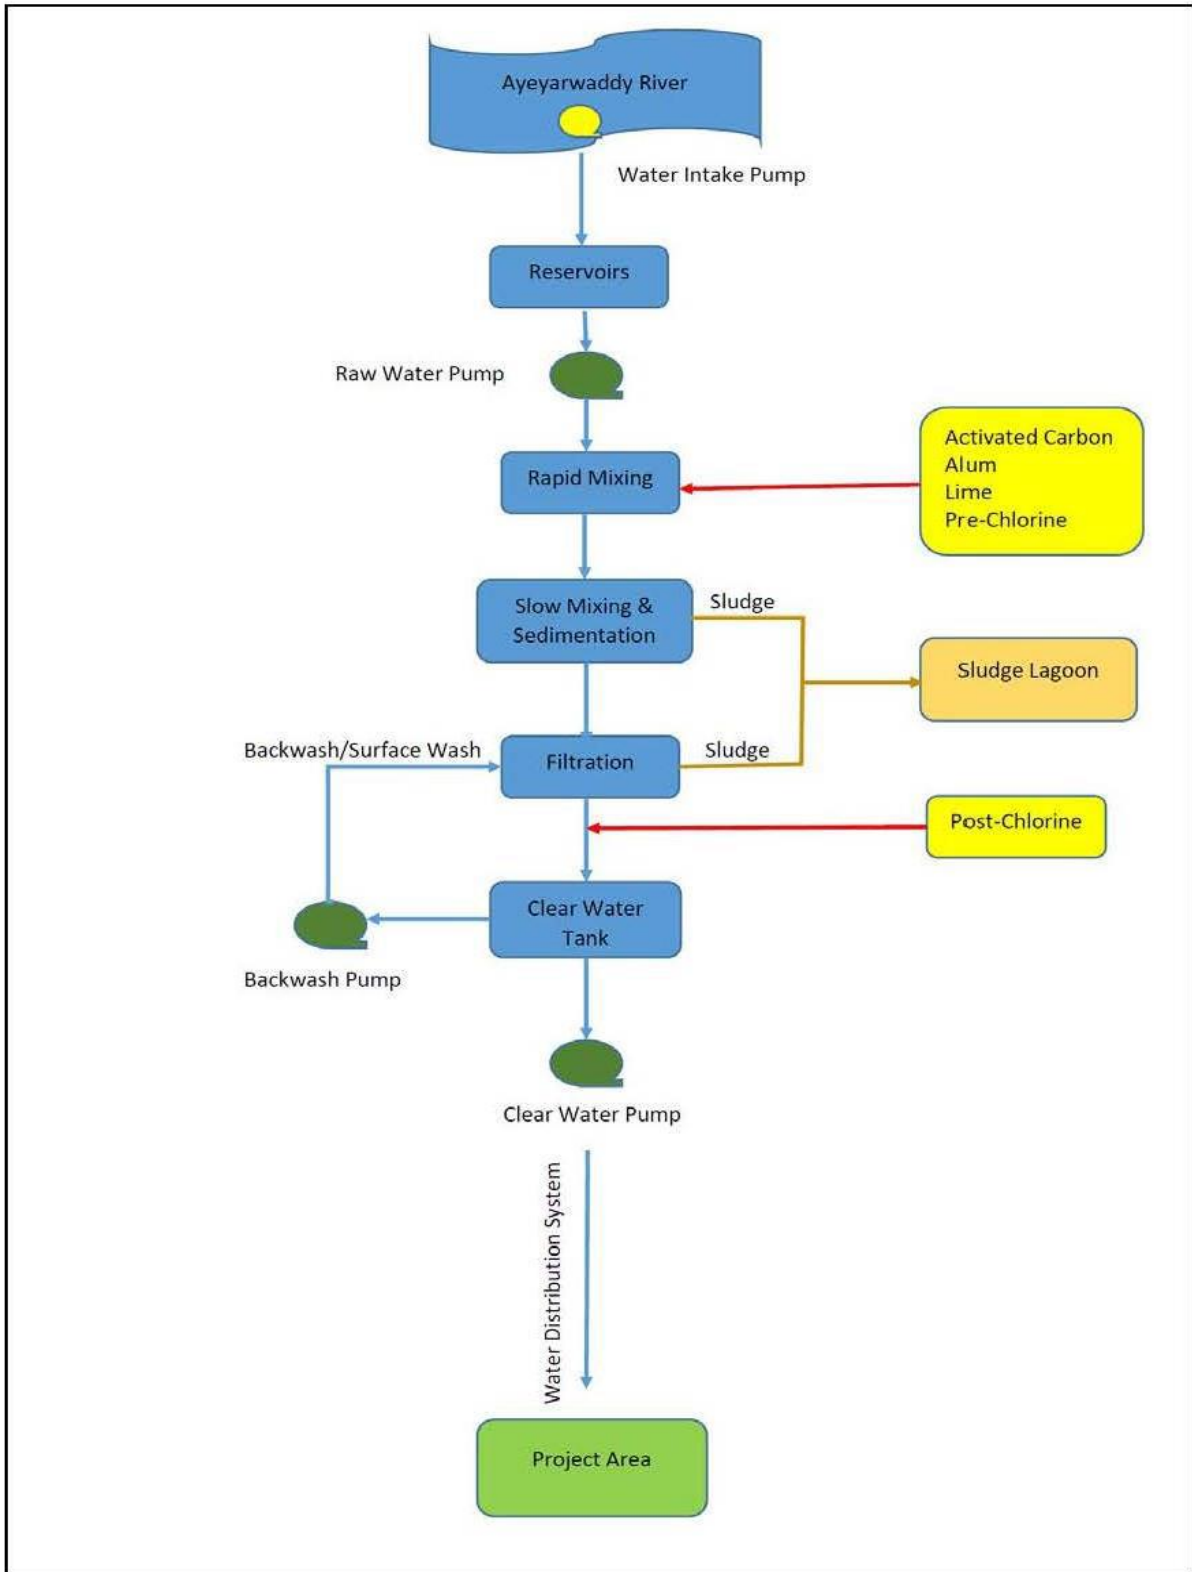 Ayeyarwaddy River
Water Intake Pump
Reservoirs
Raw Water Pump
Rapid Mixing
Activated Carbon
Alum
Lime
Pre-Chlorine
Slow Mixing &
Sedimentation
Sludge
Sludge Lagoon
Backwash/Surface Wash
Filtration
Sludge
Post-Chlorine
Clear Water
Tank
Backwash Pump
Clear Water Pump
Water Distribution System
Project Area